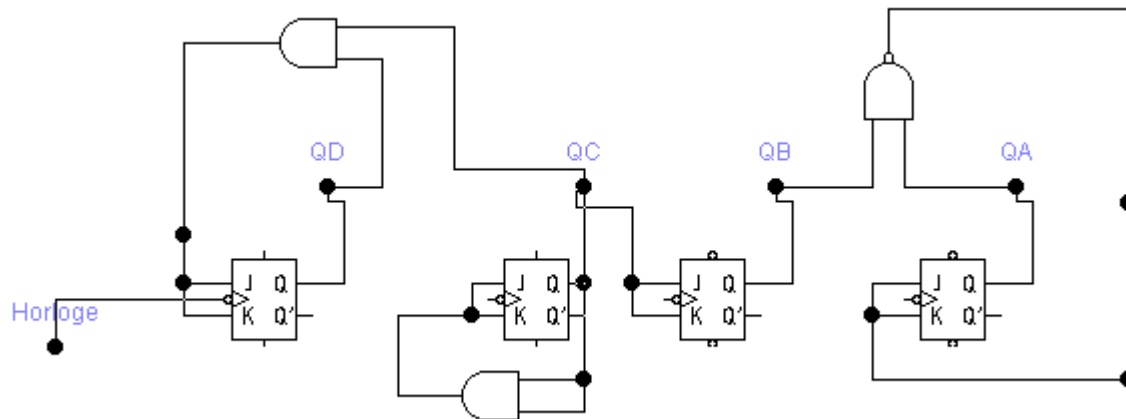 QD QC QB QA
J Q J Q J Q J Q
Horloge
K Q' K Q' K Q' K Q'